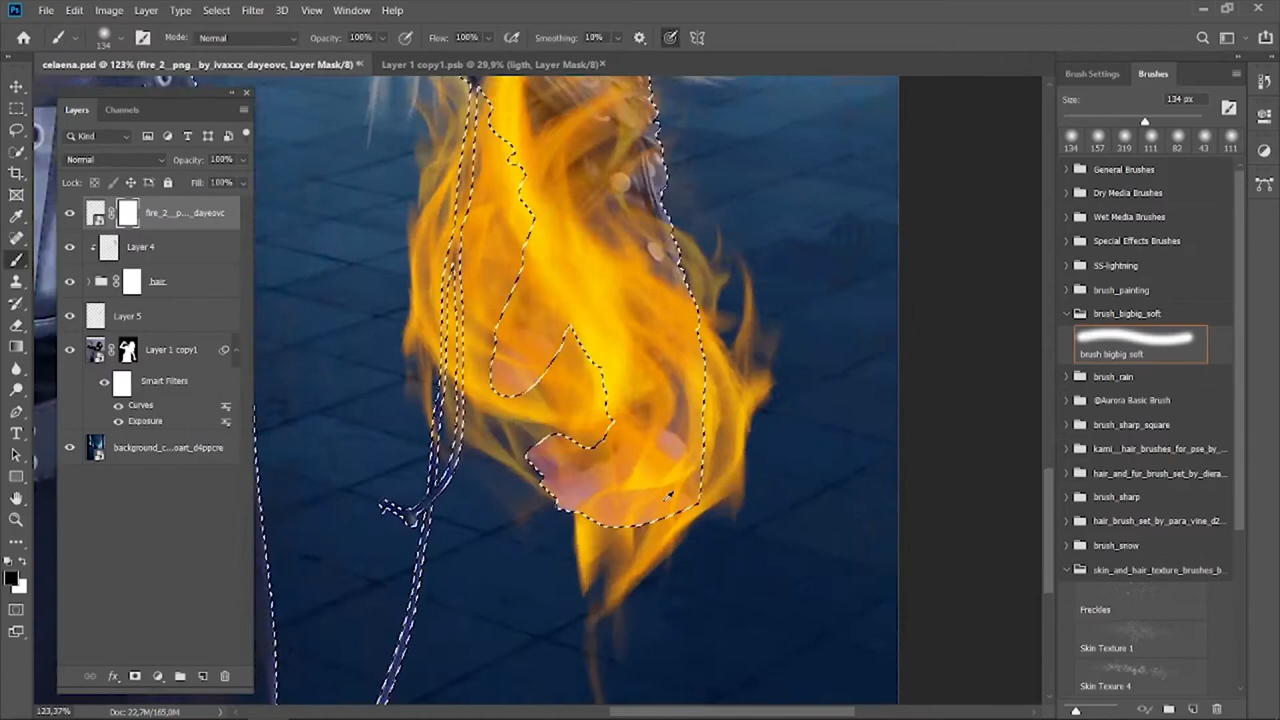 Ps File Edit Image Layer Type Select Filter 3D View Window Help
134 Mode: Normal Opacity: 100% Flow: 100% Smoothing: 10%
celaena.psd @ 123% (fire_2__png__by_ivaxxx_dayeovc, Layer Mask/8) * × Layer 1 copy1.psb @ 29,9% (ligth, Layer Mask/8) ×
Layers Channels
Kind
Normal Opacity: 100%
Lock: Fill: 100%
fire_2__p..._dayeovc
Layer 4
hair
Layer 5
Layer 1 copy1
Smart Filters
Curves
Exposure
background_c...oart_d4ppcre
fx
123,37% Doc: 22,7M/165,0M
Brush Settings Brushes
Size: 134 px
134 157 319 111 82 43 111
General Brushes
Dry Media Brushes
Wet Media Brushes
Special Effects Brushes
SS-lightning
brush_painting
brush_bigbig_soft
brush bigbig soft
brush_rain
@Aurora Basic Brush
brush_sharp_square
kami__hair_brushes_for_pse_by_...
hair_and_fur_brush_set_by_diera...
brush_sharp
hair_brush_set_by_para_vine_d2...
brush_snow
skin_and_hair_texture_brushes_b...
Freckles
Skin Texture 1
Skin Texure 4